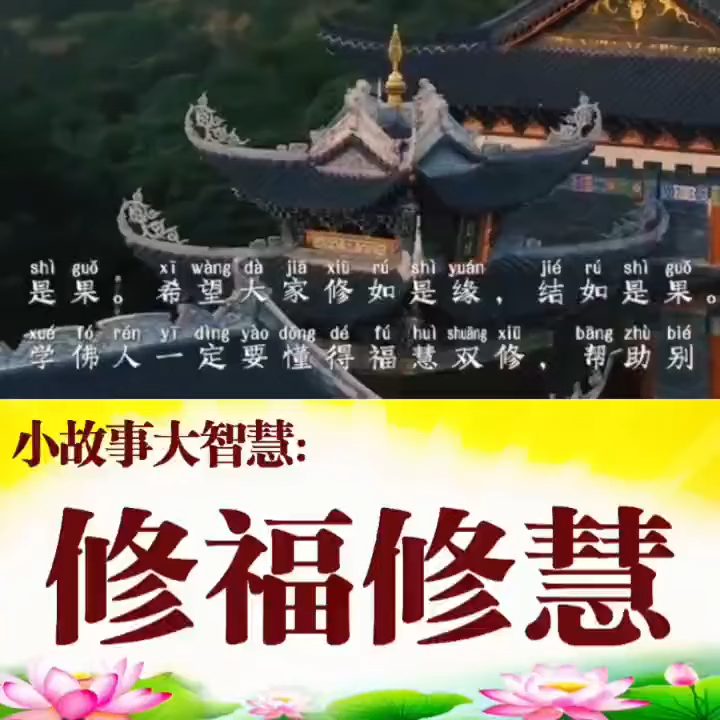 shì guǒ xī wàng dà jiā xiū rú shì yuán jié rú shì guǒ
是果。希望大家修如是缘，结如是果。
xué fó rén yī dìng yào dǒng dé fú huì shuāng xiū bāng zhù bié
学佛人一定要懂得福慧双修，帮助别
小故事大智慧:
修福修慧